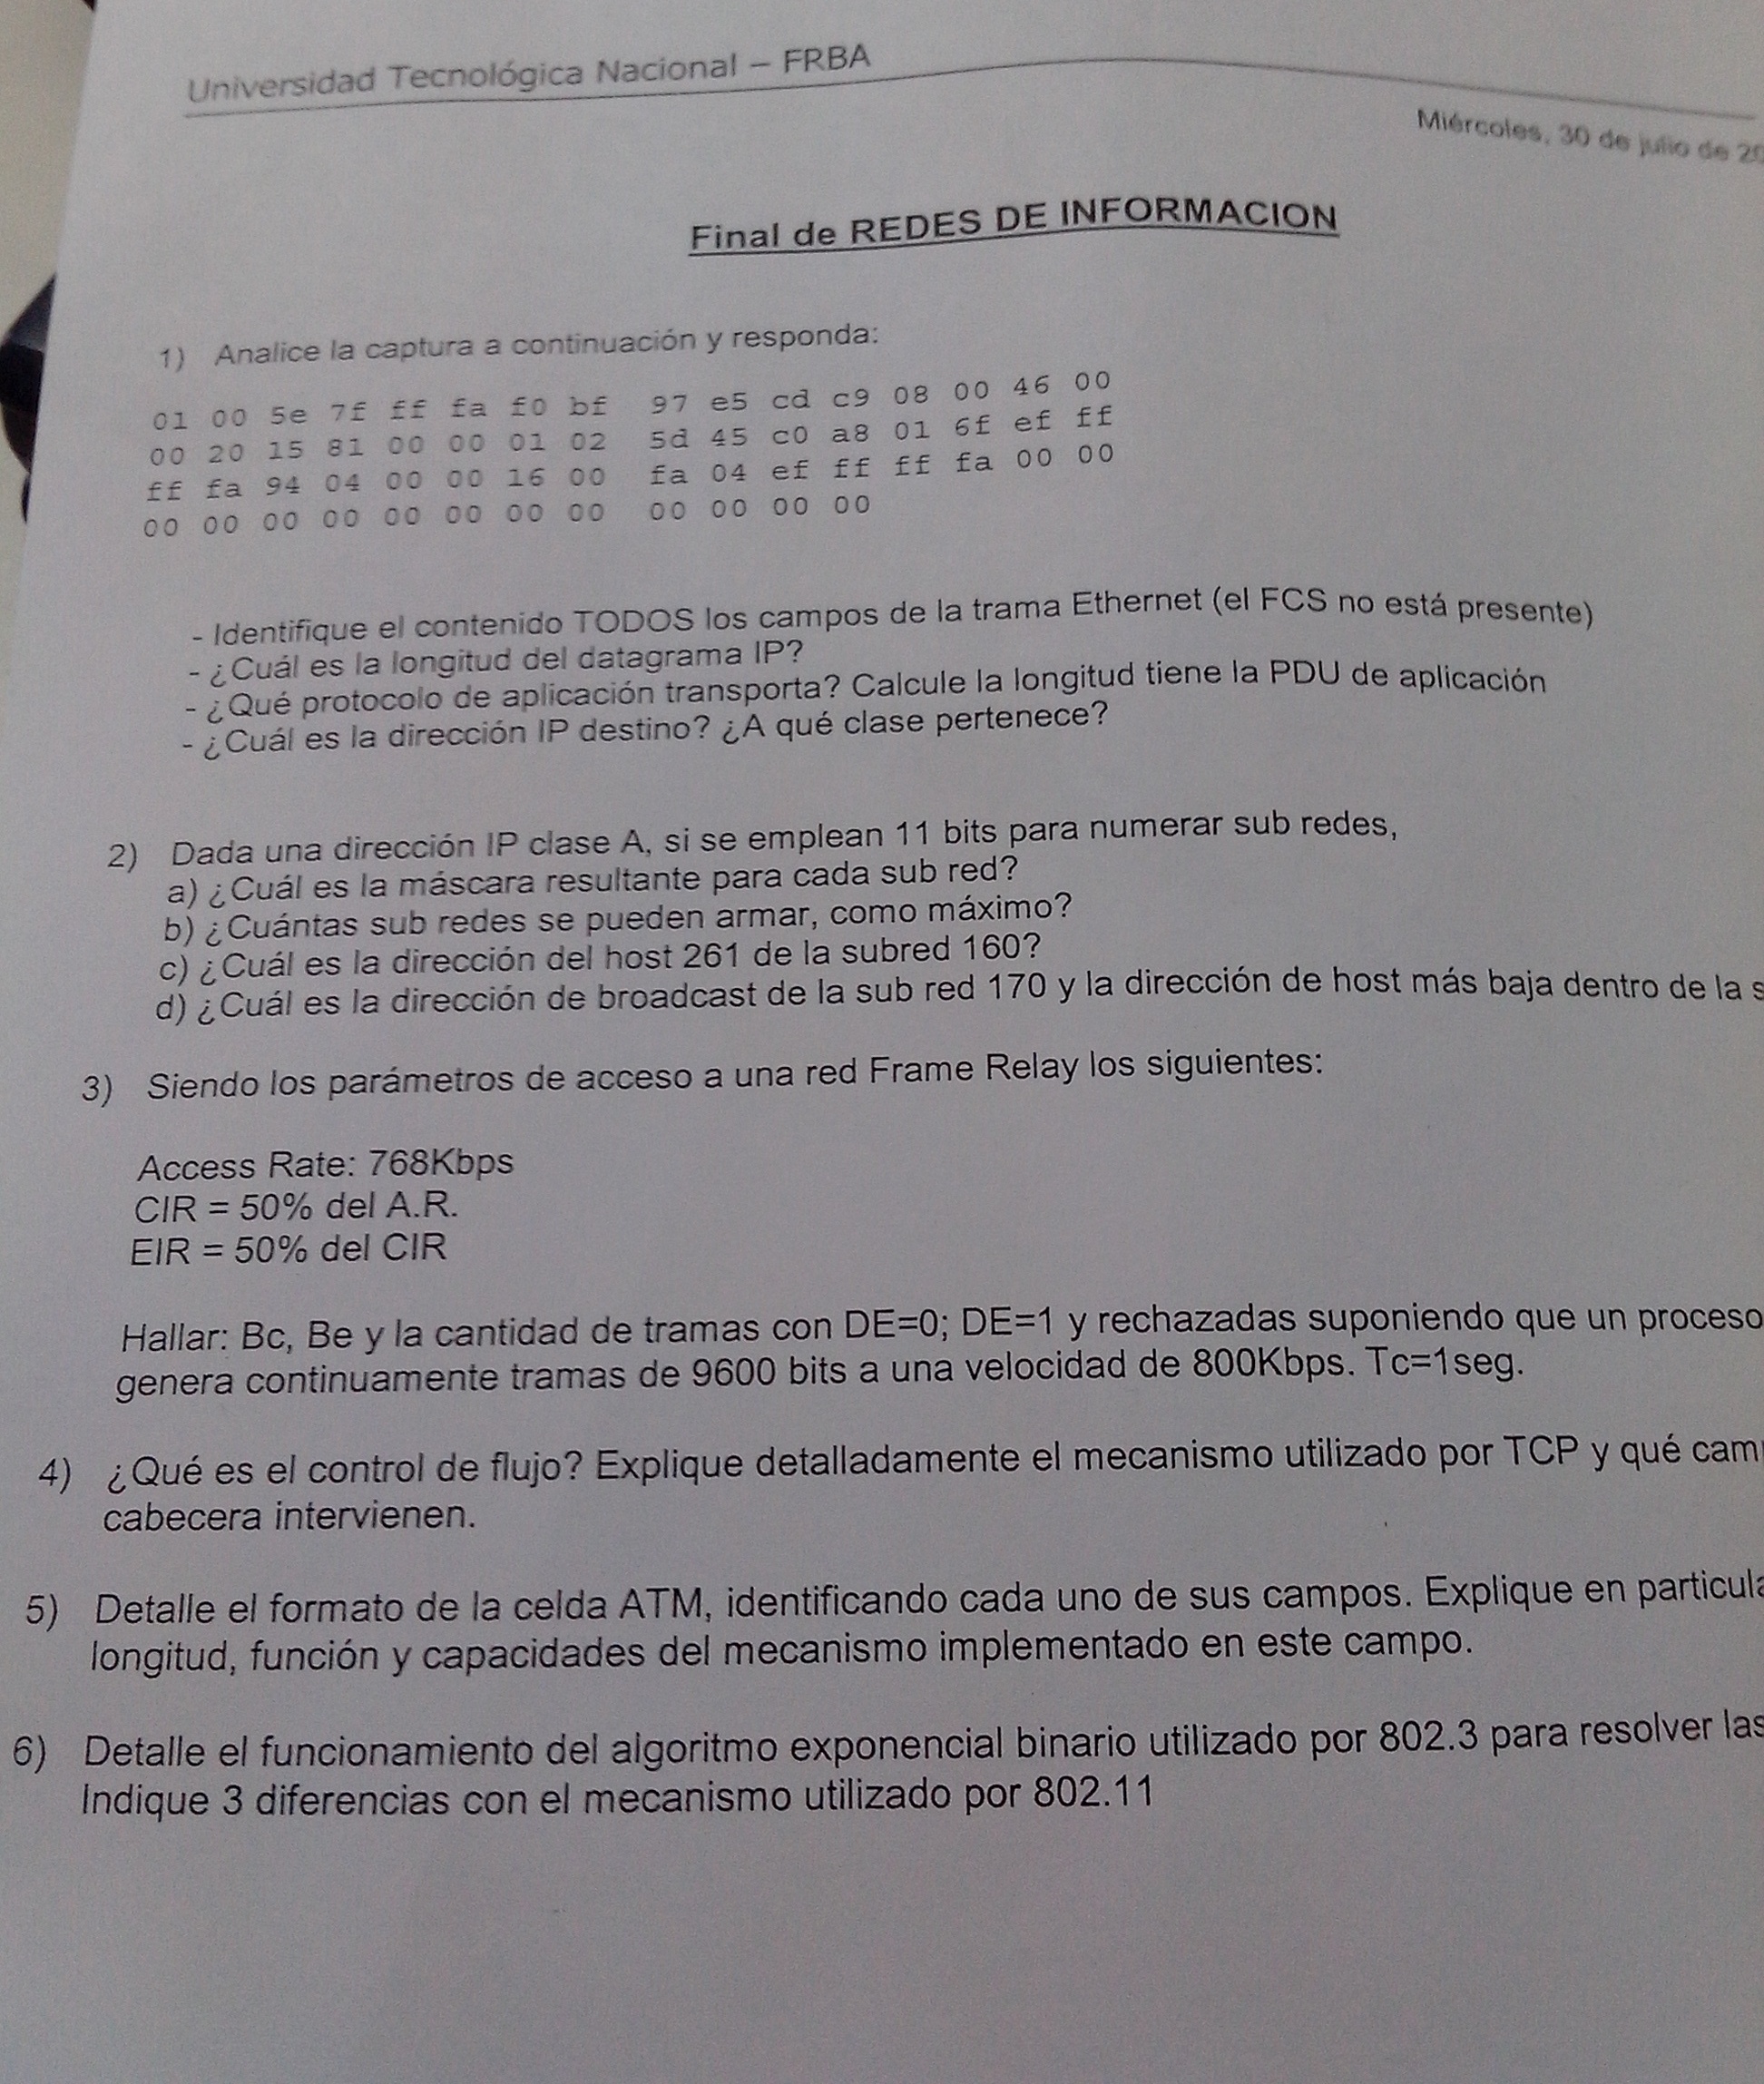 Universidad Tecnológica Nacional – FRBA
Miércoles, 30 de julio de 20
Final de REDES DE INFORMACION
1) Analice la captura a continuación y responda:
01 00 5e 7f ff fa f0 bf 97 e5 cd c9 08 00 46 00
00 20 15 81 00 00 01 02 5d 45 c0 a8 01 6f ef ff
ff fa 94 04 00 00 16 00 fa 04 ef ff ff fa 00 00
00 00 00 00 00 00 00 00 00 00 00 00
- Identifique el contenido TODOS los campos de la trama Ethernet (el FCS no está presente)
- ¿Cuál es la longitud del datagrama IP?
- ¿Qué protocolo de aplicación transporta? Calcule la longitud tiene la PDU de aplicación
- ¿Cuál es la dirección IP destino? ¿A qué clase pertenece?
2) Dada una dirección IP clase A, si se emplean 11 bits para numerar sub redes,
a) ¿Cuál es la máscara resultante para cada sub red?
b) ¿Cuántas sub redes se pueden armar, como máximo?
c) ¿Cuál es la dirección del host 261 de la subred 160?
d) ¿Cuál es la dirección de broadcast de la sub red 170 y la dirección de host más baja dentro de la s
3) Siendo los parámetros de acceso a una red Frame Relay los siguientes:
Access Rate: 768Kbps
CIR = 50% del A.R.
EIR = 50% del CIR
Hallar: Bc, Be y la cantidad de tramas con DE=0; DE=1 y rechazadas suponiendo que un proceso
genera continuamente tramas de 9600 bits a una velocidad de 800Kbps. Tc=1seg.
4) ¿Qué es el control de flujo? Explique detalladamente el mecanismo utilizado por TCP y qué cam
cabecera intervienen.
5) Detalle el formato de la celda ATM, identificando cada uno de sus campos. Explique en particula
longitud, función y capacidades del mecanismo implementado en este campo.
6) Detalle el funcionamiento del algoritmo exponencial binario utilizado por 802.3 para resolver las
Indique 3 diferencias con el mecanismo utilizado por 802.11